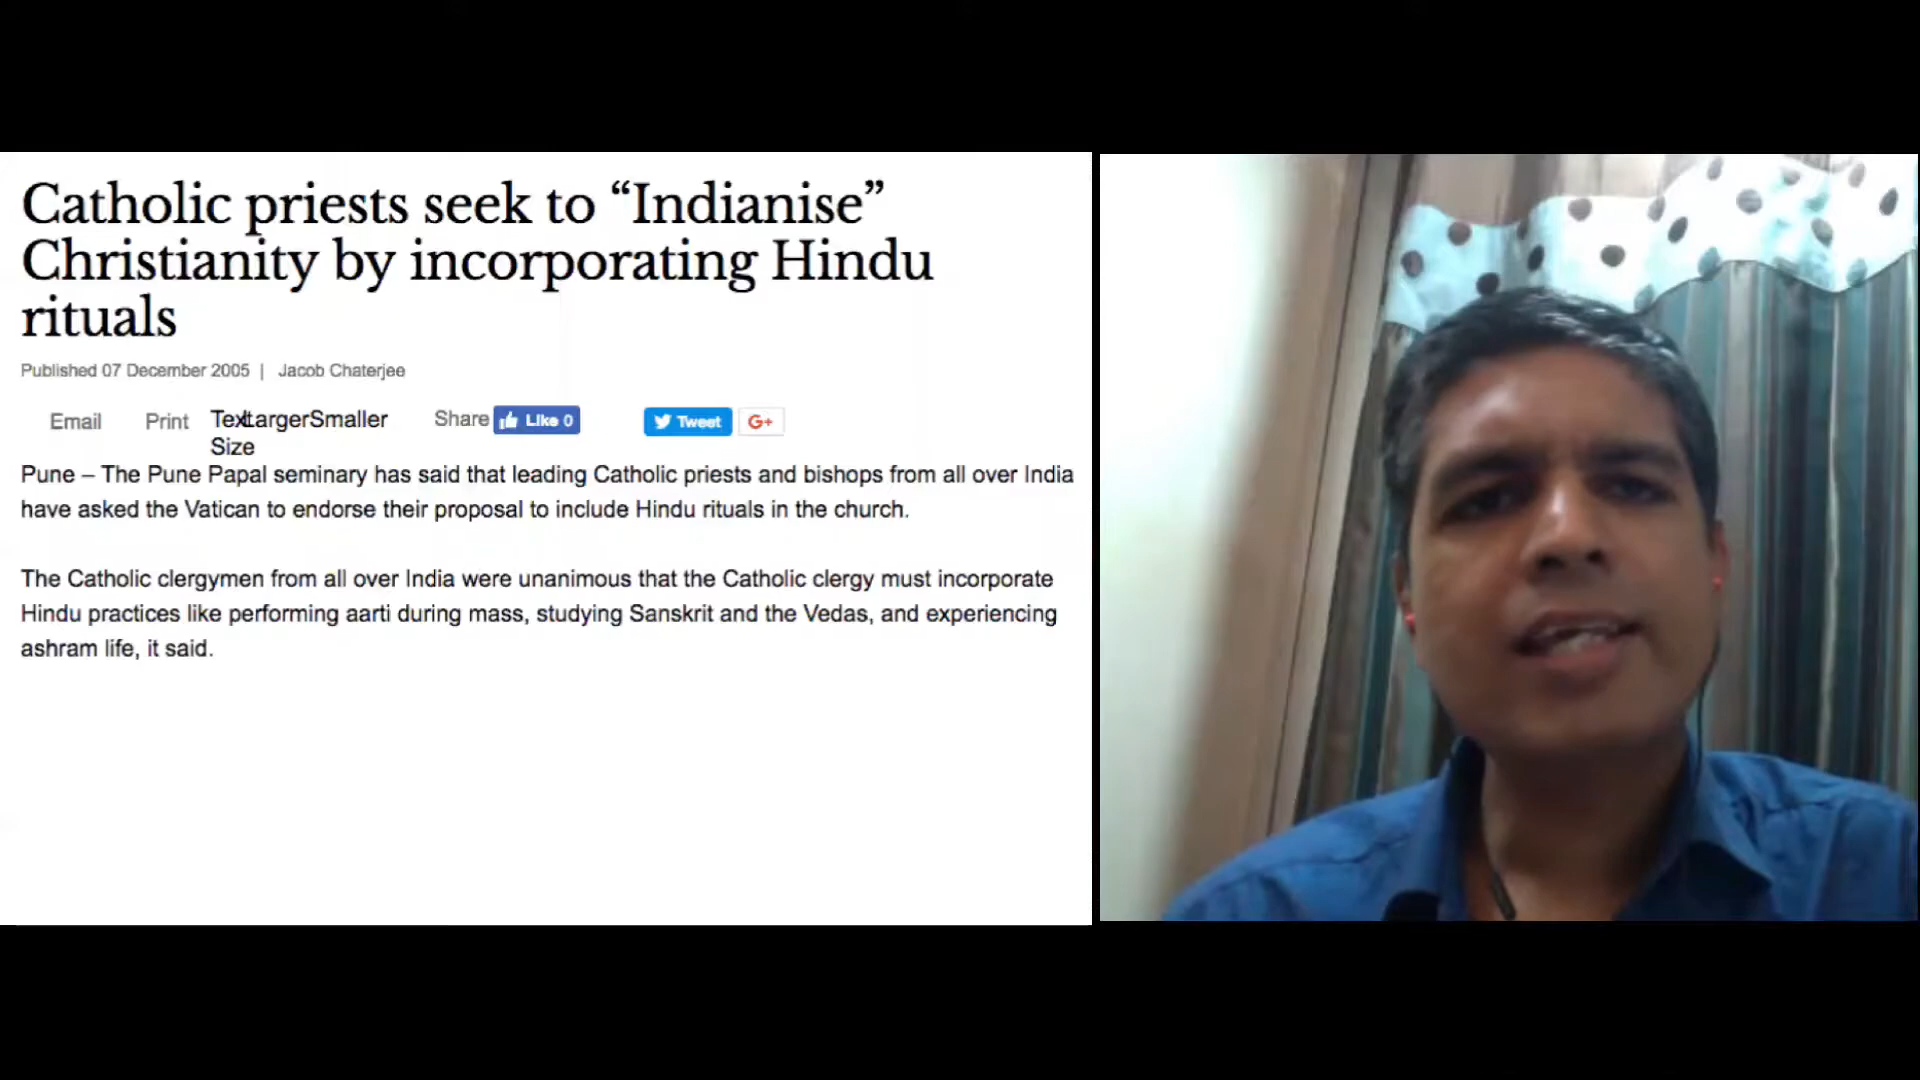 Catholic priests seek to “Indianise”
Christianity by incorporating Hindu
rituals
Published 07 December 2005 | Jacob Chaterjee
Email Print TextLargerSmaller Share Like 0 Tweet G+
Size
Pune – The Pune Papal seminary has said that leading Catholic priests and bishops from all over India
have asked the Vatican to endorse their proposal to include Hindu rituals in the church.
The Catholic clergymen from all over India were unanimous that the Catholic clergy must incorporate
Hindu practices like performing aarti during mass, studying Sanskrit and the Vedas, and experiencing
ashram life, it said.